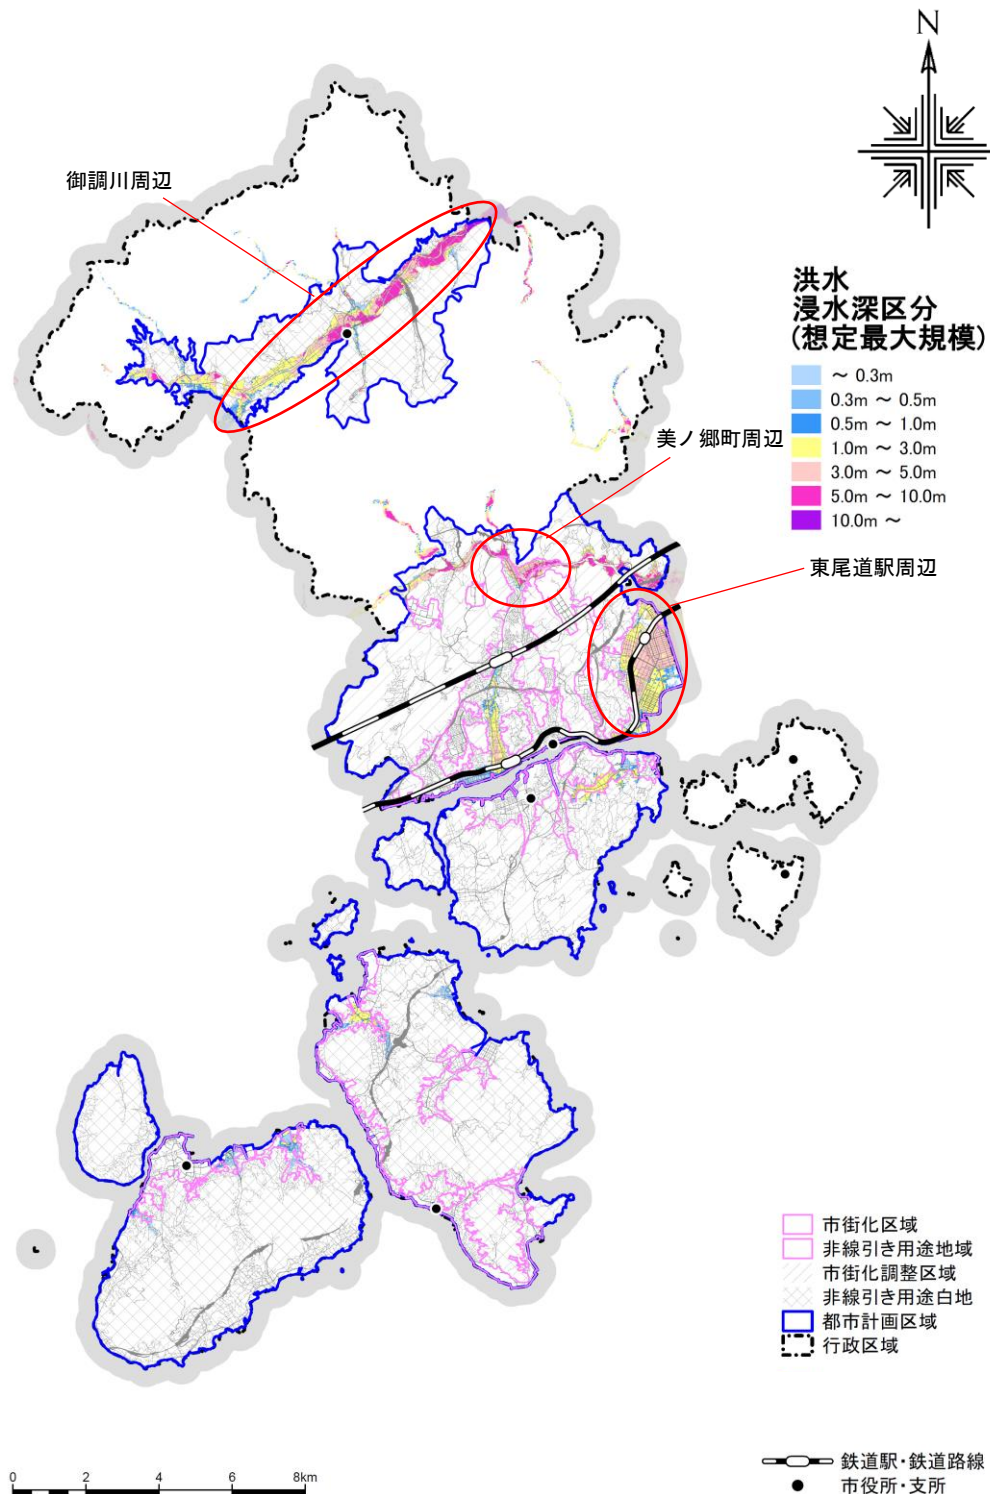 N
御調川周辺
洪水
浸水深区分
(想定最大規模)
～ 0.3m
0.3m ～ 0.5m
0.5m ～ 1.0m
1.0m ～ 3.0m
3.0m ～ 5.0m
5.0m ～ 10.0m
10.0m ～
美ノ郷町周辺
東尾道駅周辺
市街化区域
非線引き用途地域
市街化調整区域
非線引き用途白地
都市計画区域
行政区域
0 2 4 6 8km
鉄道駅・鉄道路線
市役所・支所